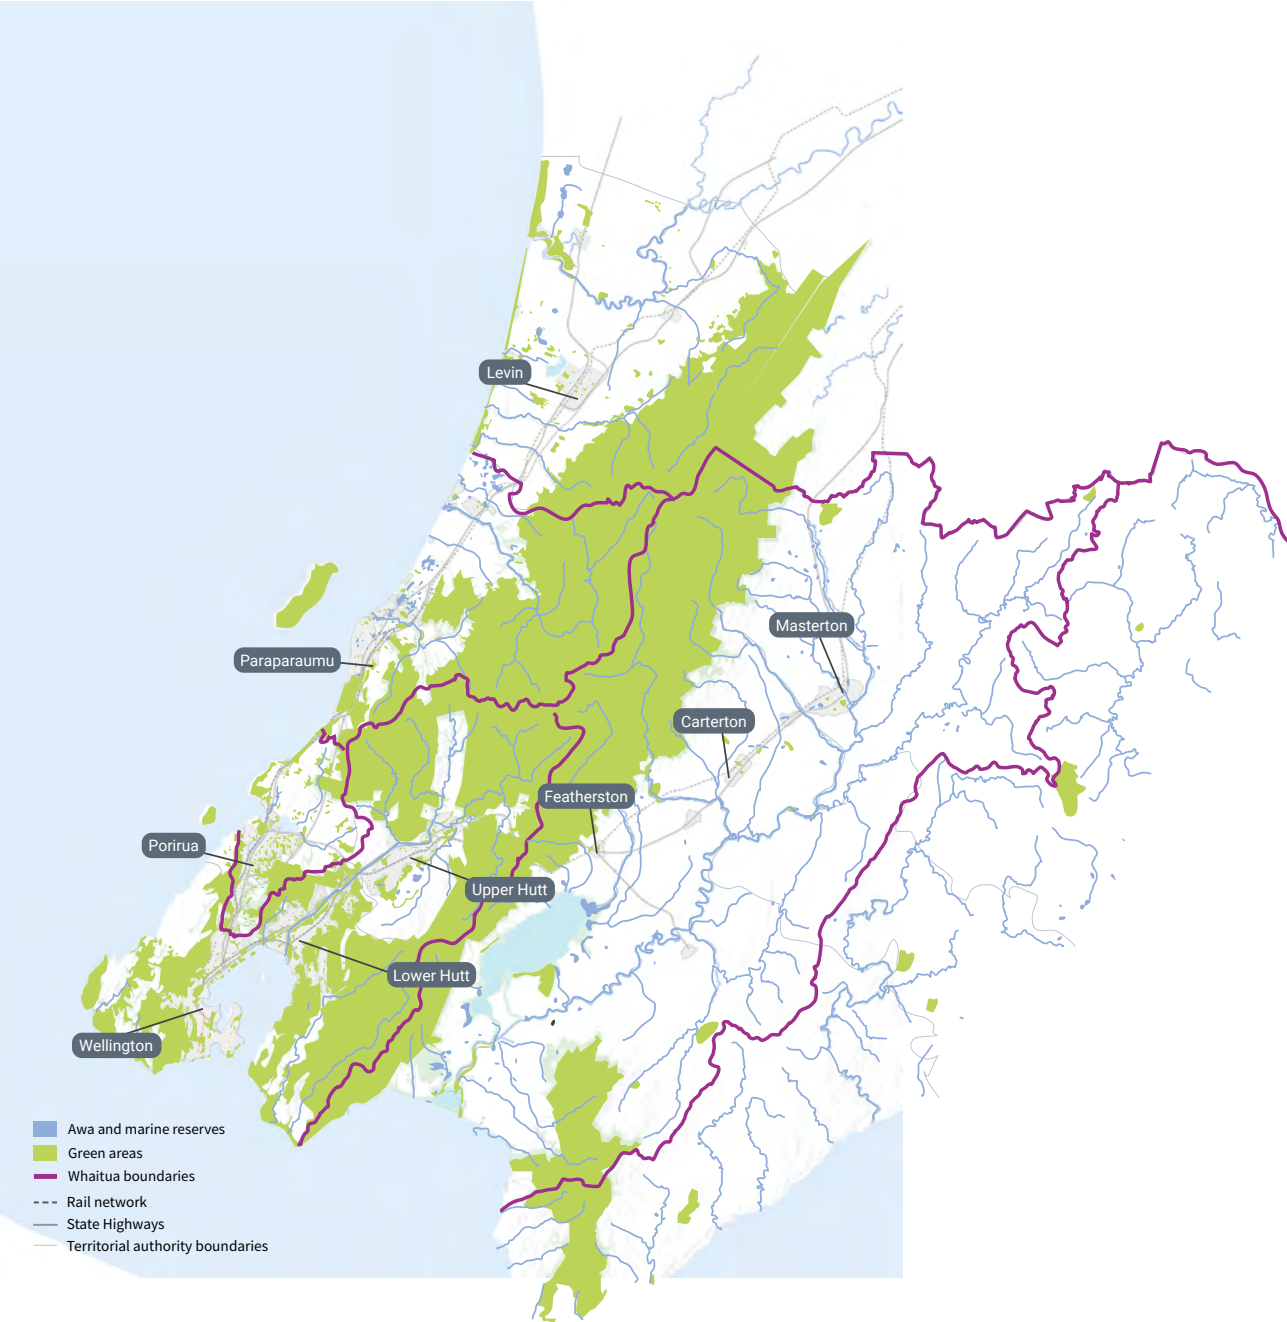 Levin
Masterton
Paraparaumu
Carterton
Featherston
Porirua
Upper Hutt
Lower Hutt
Wellington
Awa and marine reserves
Green areas
Whaitua boundaries
Rail network
State Highways
Territorial authority boundaries